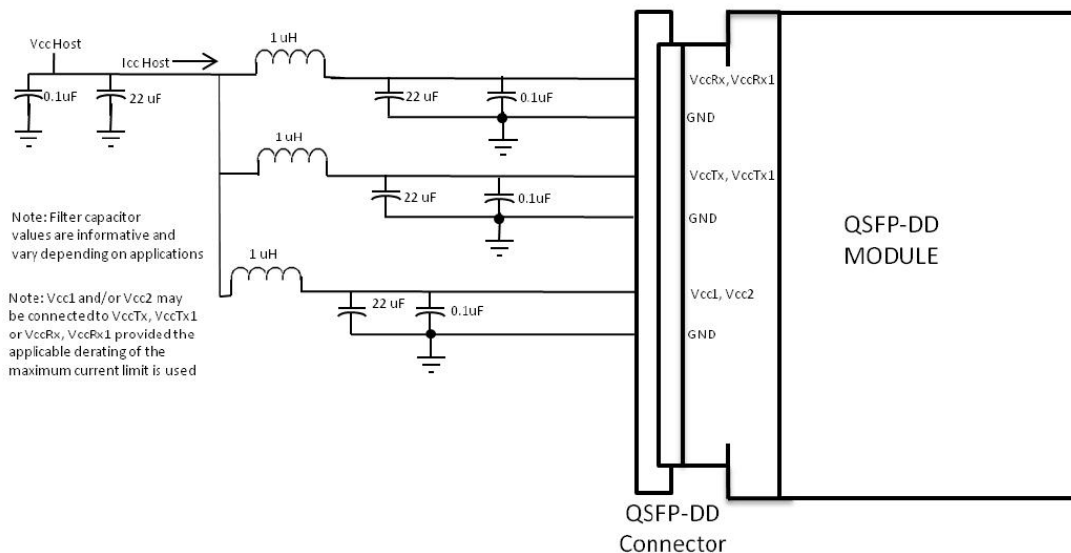 Vcc Host
Icc Host
1 uH
0.1uF
22 uF
22 uF
0.1uF
VccRx, VccRx1
GND
1 uH
22 uF
0.1uF
VccTx, VccTx1
GND
Note: Filter capacitor
values are informative and
vary depending on applications
1 uH
22 uF
0.1uF
Vcc1, Vcc2
GND
Note: Vcc1 and/or Vcc2 may
be connected to VccTx, VccTx1
or VccRx, VccRx1 provided the
applicable derating of the
maximum current limit is used
QSFP-DD
MODULE
QSFP-DD
Connector